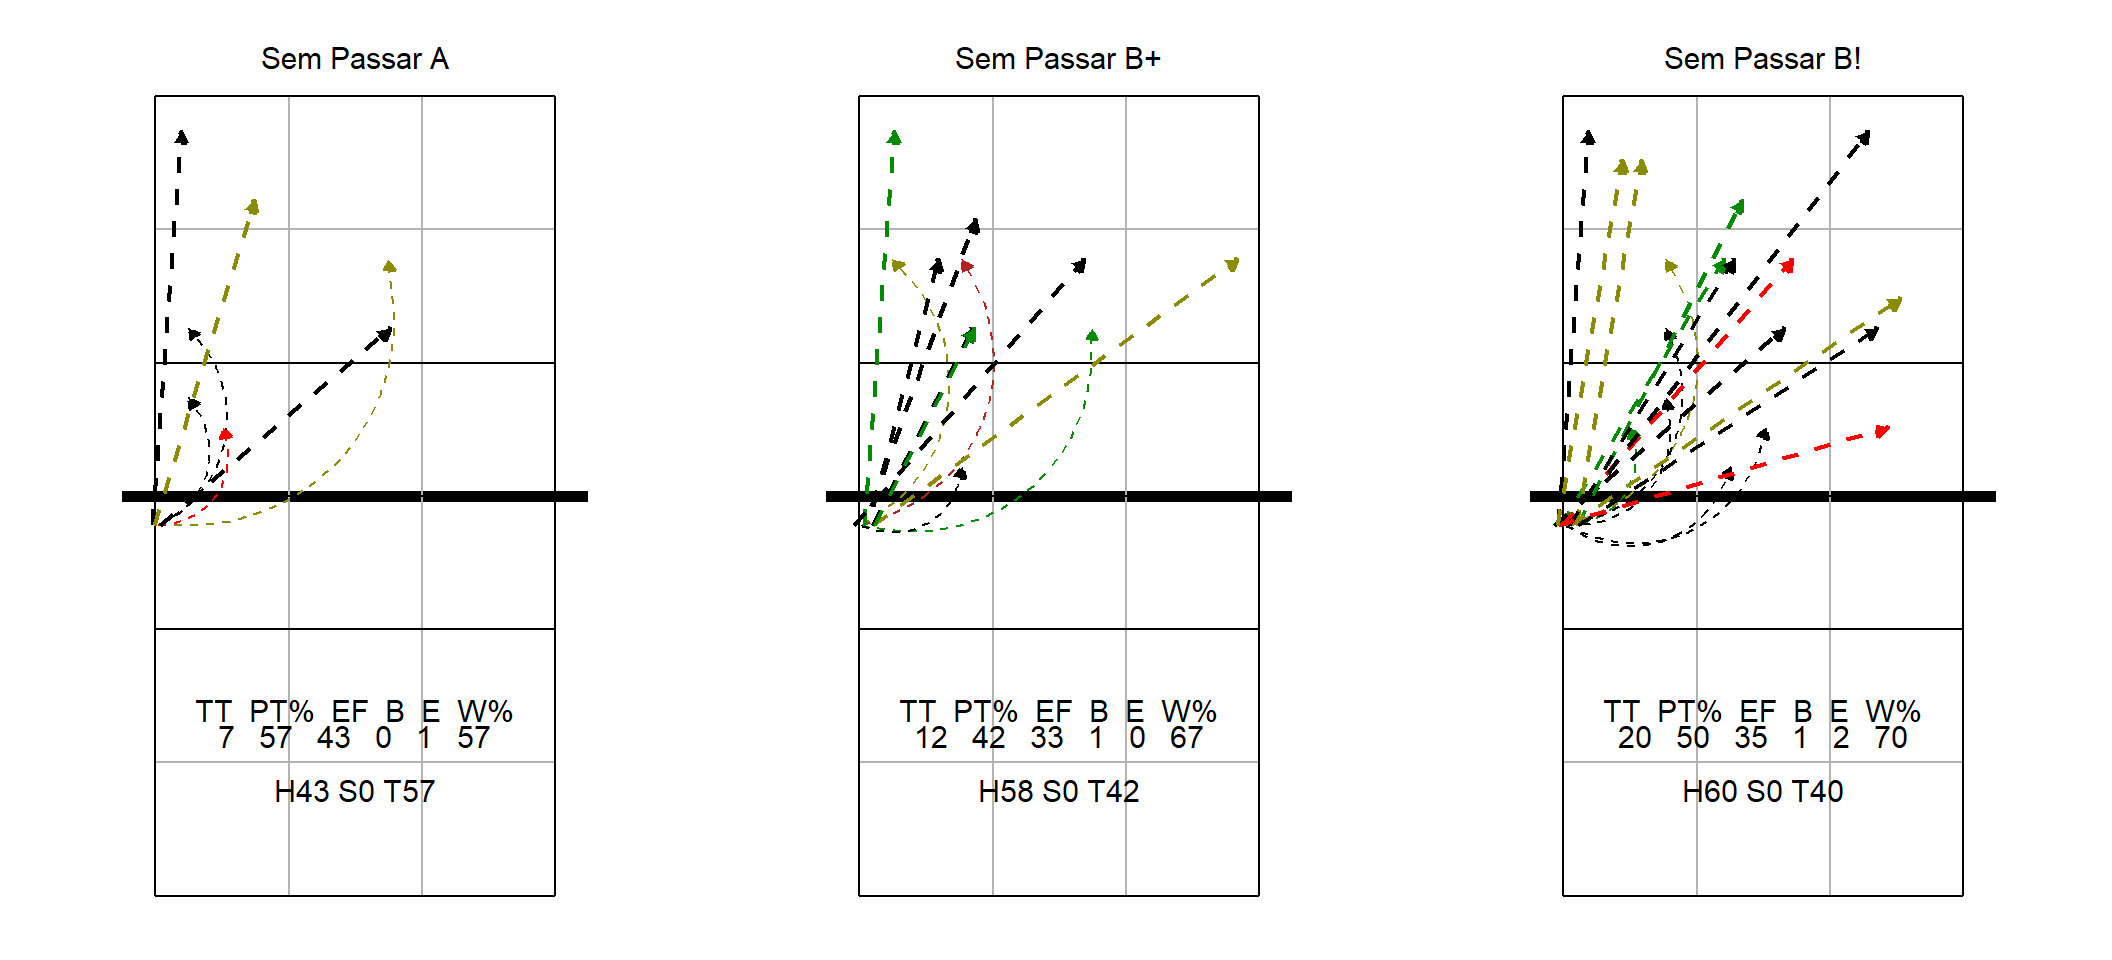 Sem Passar A
TT PT% EF B E W%
7 57 43 0 1 57
H43 S0 T57
Sem Passar B+
TT PT% EF B E W%
12 42 33 1 0 67
H58 S0 T42
Sem Passar B!
TT PT% EF B E W%
20 50 35 1 2 70
H60 S0 T40